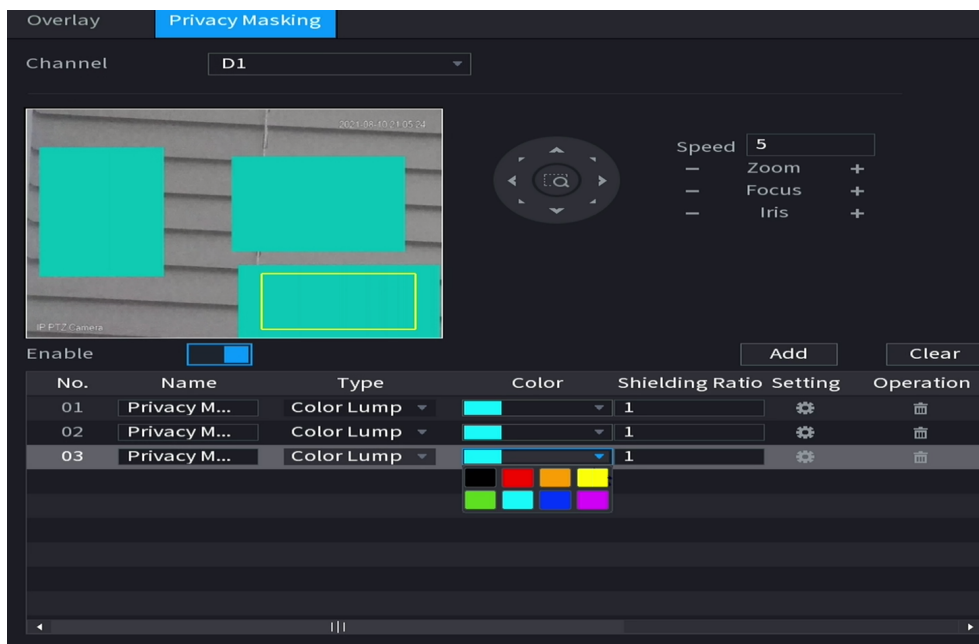 Overlay Privacy Masking
Channel D1
2021-08-10 21:05:24
IP PTZ Camera
Speed 5
− Zoom +
− Focus +
− Iris +
Enable Add Clear
No. Name Type Color Shielding Ratio Setting Operation
01 Privacy M... Color Lump 1
02 Privacy M... Color Lump 1
03 Privacy M... Color Lump 1